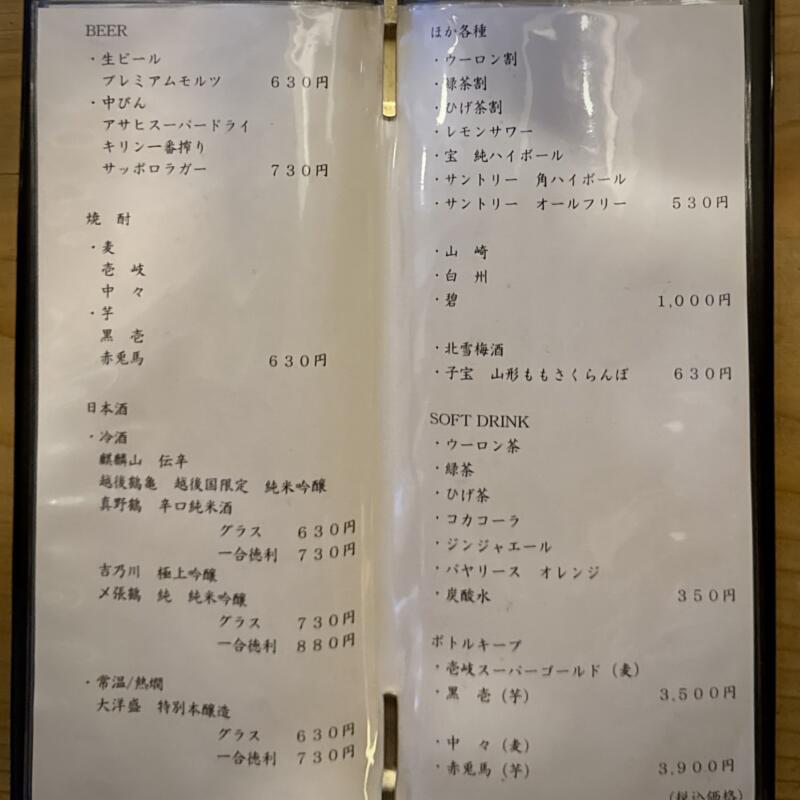 BEER
・生ビール
プレミアムモルツ　６３０円
・中びん
アサヒスーパードライ
キリン一番搾り
サッポロラガー　７３０円
焼　酎
・麦
壱　岐
中　々
・芋
黒　壱
赤兎馬　６３０円
日本酒
・冷酒
麒麟山　伝辛
越後鶴亀　越後国限定　純米吟醸
真野鶴　辛口純米酒
グラス　６３０円
一合徳利　７３０円
吉乃川　極上吟醸
〆張鶴　純　純米吟醸
グラス　７３０円
一合徳利　８８０円
・常温/熱燗
大洋盛　特別本醸造
グラス　６３０円
一合徳利　７３０円
ほか各種
・ウーロン割
・緑茶割
・ひげ茶割
・レモンサワー
・宝　純ハイボール
・サントリー　角ハイボール
・サントリー　オールフリー　５３０円
・山　崎
・白　州
・碧　１,０００円
・北雪梅酒
・子宝　山形ももさくらんぼ　６３０円
SOFT DRINK
・ウーロン茶
・緑茶
・ひげ茶
・コカコーラ
・ジンジャエール
・バヤリース　オレンジ
・炭酸水　３５０円
ボトルキープ
・壱岐スーパーゴールド（麦）
・黒　壱（芋）　３,５００円
・中　々（麦）
・赤兎馬（芋）　３,９００円
（税込価格）